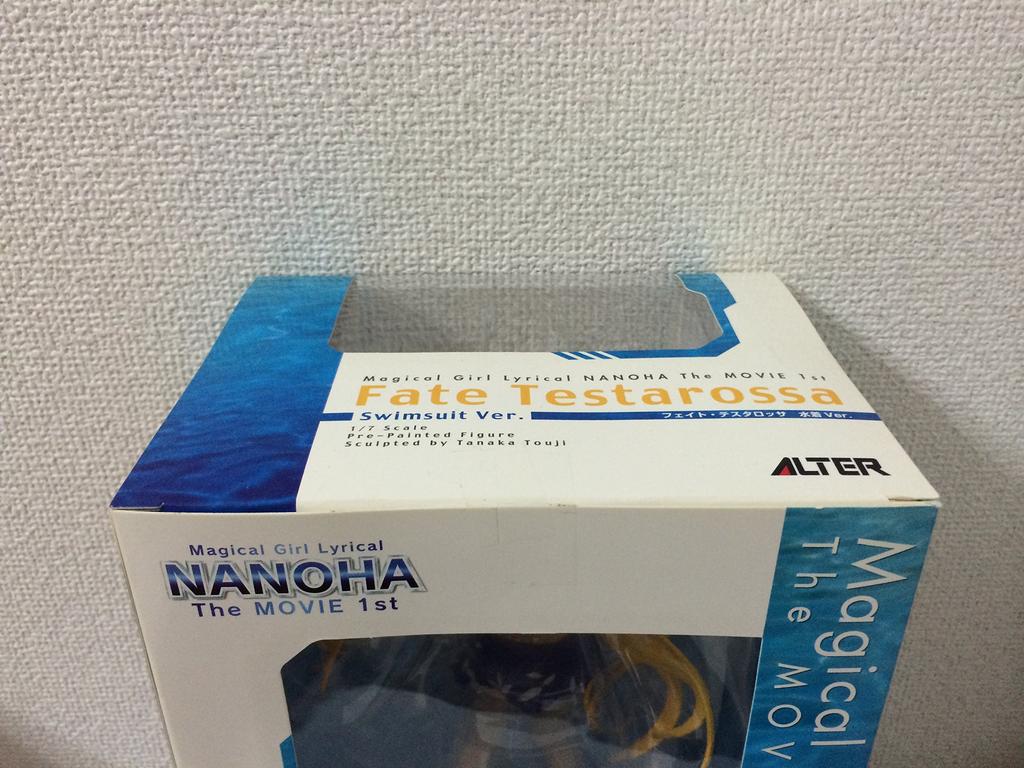 Magical Girl Lyrical NANOHA The MOVIE 1st
Fate Testarossa
Swimsuit Ver.
フェイト・テスタロッサ 水着Ver.
1/7 Scale
Pre-Painted Figure
Sculpted by Tanaka Touji
ALTER
Magical Girl Lyrical
NANOHA
The MOVIE 1st
Magical
The MOV